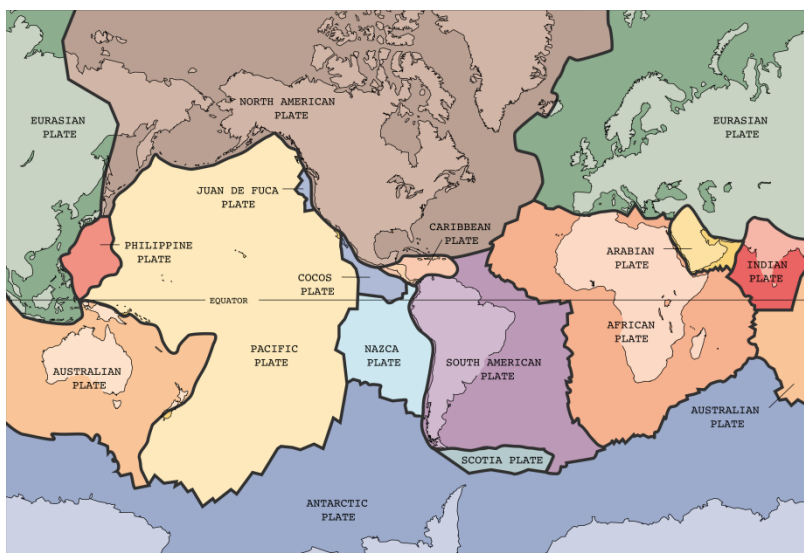 NORTH AMERICAN
PLATE
EURASIAN
PLATE
EURASIAN
PLATE
JUAN DE FUCA
PLATE
CARIBBEAN
PLATE
PHILIPPINE
PLATE
ARABIAN
PLATE
INDIAN
PLATE
COCOS
PLATE
EQUATOR
AFRICAN
PLATE
PACIFIC
PLATE
NAZCA
PLATE
SOUTH AMERICAN
PLATE
AUSTRALIAN
PLATE
AUSTRALIAN
PLATE
SCOTIA PLATE
ANTARCTIC
PLATE